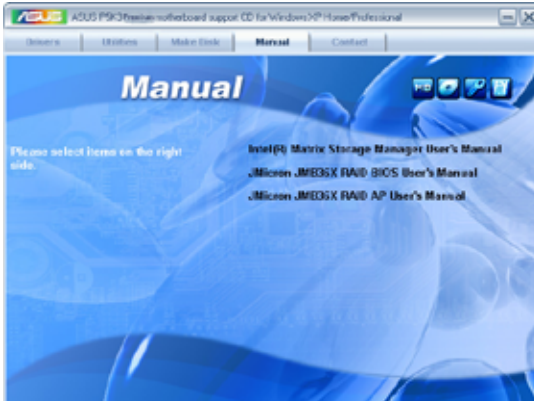 ASUS ASUS P5K3 Premium motherboard support CD for Windows XP Home/Professional
Drivers Utilities Make Disk Manual Contact
Manual
Please select items on the right
side.
Intel(R) Matrix Storage Manager User's Manual
JMicron JMB36X RAID BIOS User's Manual
JMicron JMB36X RAID AP User's Manual